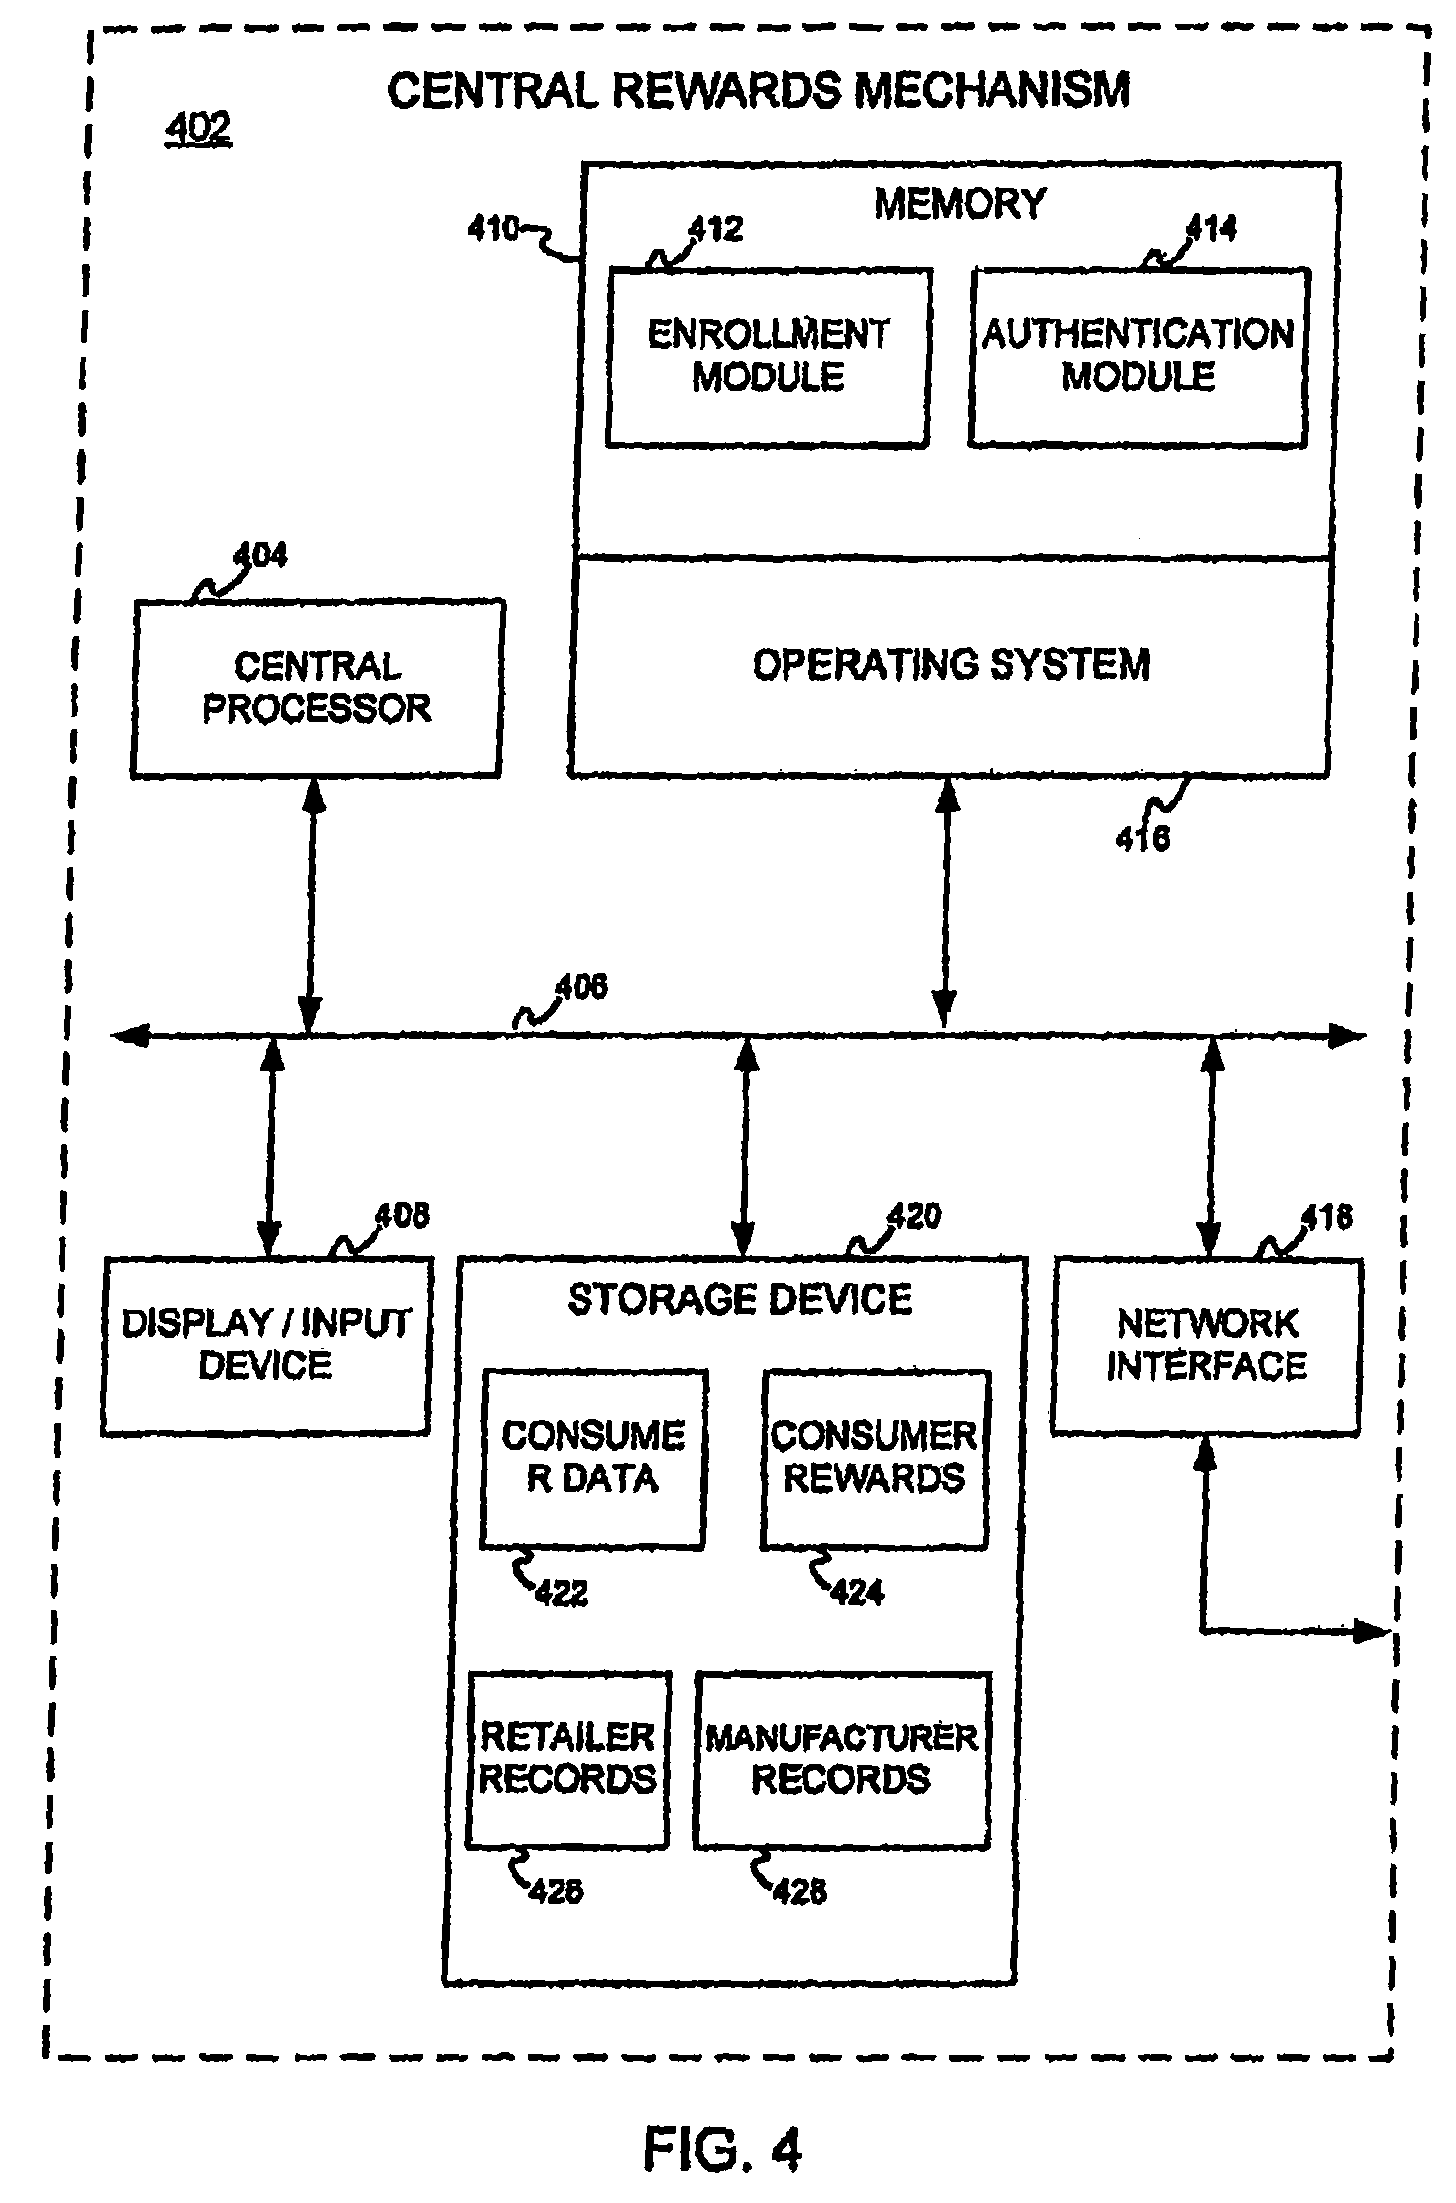 CENTRAL REWARDS MECHANISM
402
MEMORY
410
412
414
ENROLLMENT
MODULE
AUTHENTICATION
MODULE
404
CENTRAL
PROCESSOR
OPERATING SYSTEM
416
406
408
420
418
DISPLAY / INPUT
DEVICE
STORAGE DEVICE
NETWORK
INTERFACE
CONSUME
R DATA
CONSUMER
REWARDS
422
424
RETAILER
RECORDS
MANUFACTURER
RECORDS
426
428
FIG. 4